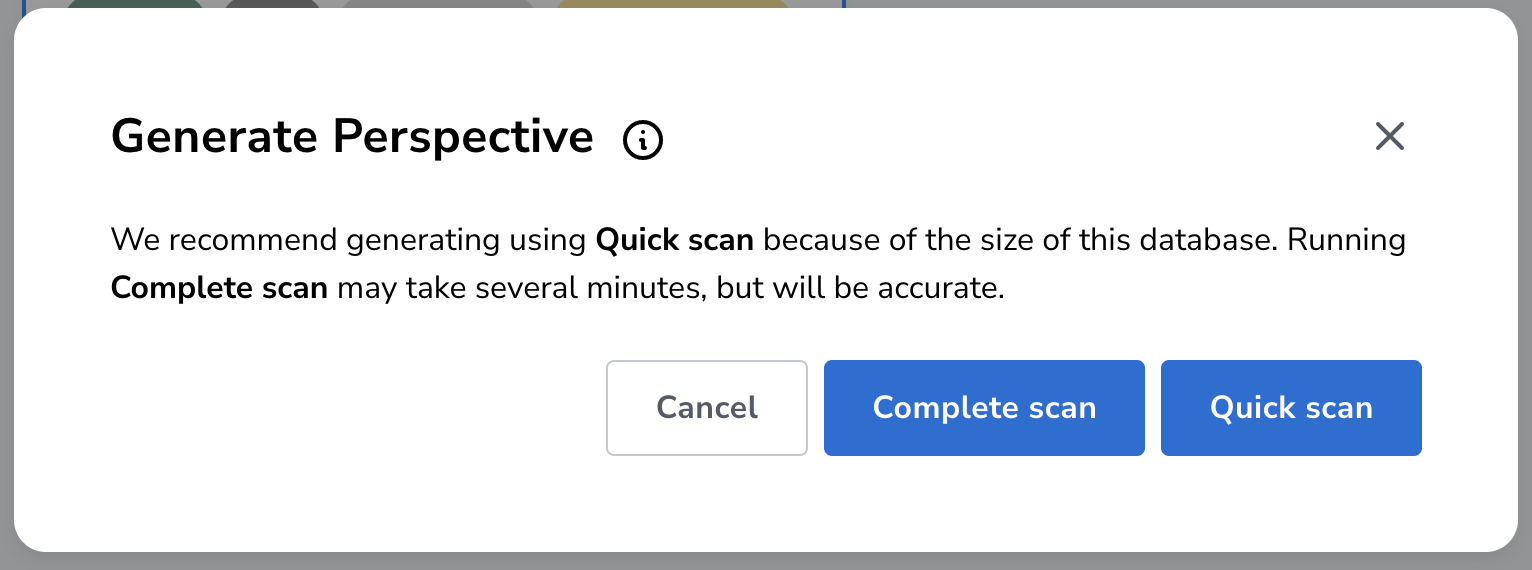 Generate Perspective
We recommend generating using Quick scan because of the size of this database. Running
Complete scan may take several minutes, but will be accurate.
Cancel
Complete scan
Quick scan